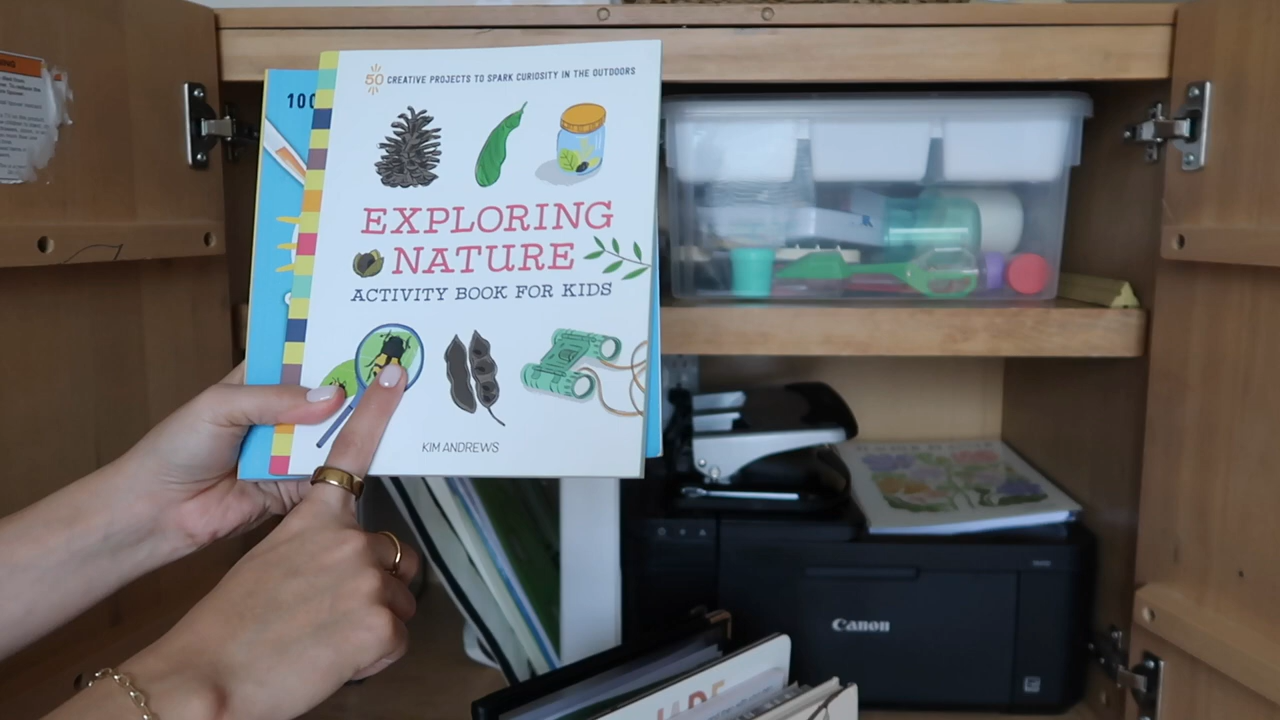 50 CREATIVE PROJECTS TO SPARK CURIOSITY IN THE OUTDOORS
100
EXPLORING
NATURE
ACTIVITY BOOK FOR KIDS
KIM ANDREWS
Canon